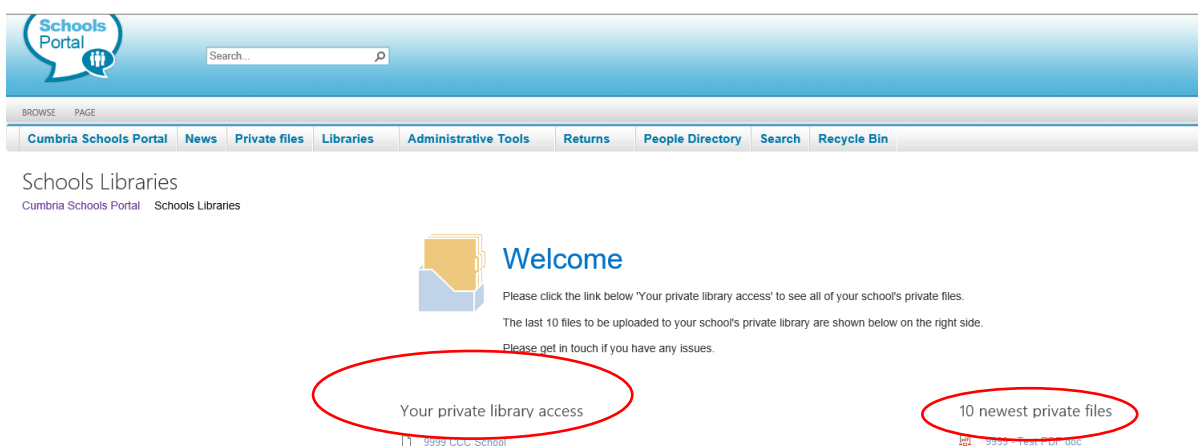 Schools
Portal
Search...
BROWSE PAGE
Cumbria Schools Portal News Private files Libraries Administrative Tools Returns People Directory Search Recycle Bin
Schools Libraries
Cumbria Schools Portal Schools Libraries
Welcome
Please click the link below 'Your private library access' to see all of your school's private files.
The last 10 files to be uploaded to your school's private library are shown below on the right side.
Please get in touch if you have any issues.
Your private library access 10 newest private files
9999 CCC School 9999 - Test PDF doc